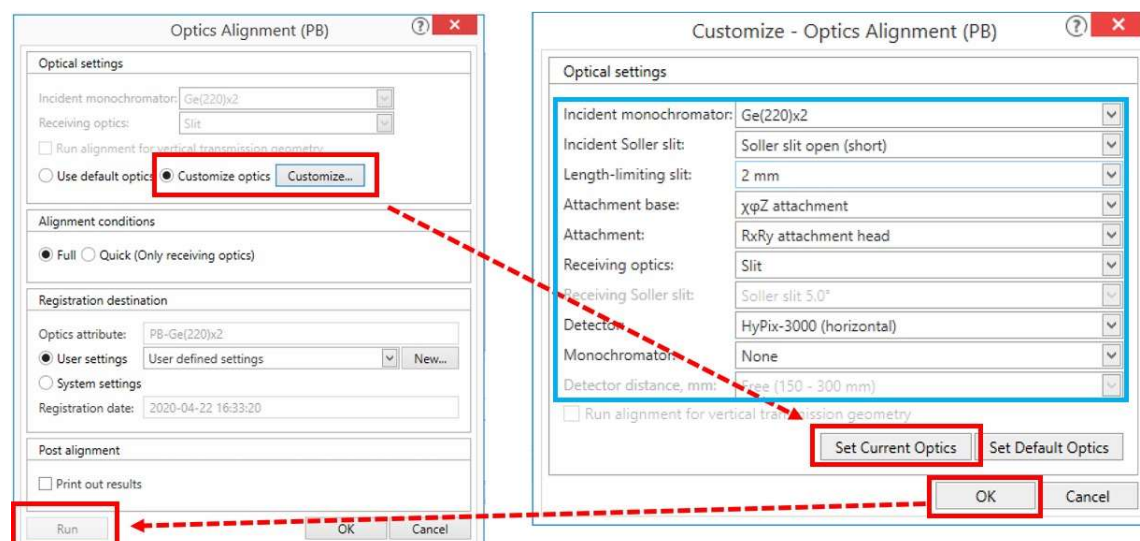 Optics Alignment (PB)
Optical settings
Incident monochromator: Ge(220)x2
Receiving optics: Slit
Run alignment for vertical transmission geometry
Use default optics Customize optics Customize...
Alignment conditions
Full Quick (Only receiving optics)
Registration destination
Optics attribute: PB-Ge(220)x2
User settings User defined settings New...
System settings
Registration date: 2020-04-22 16:33:20
Post alignment
Print out results
Run OK Cancel
Customize - Optics Alignment (PB)
Optical settings
Incident monochromator: Ge(220)x2
Incident Soller slit: Soller slit open (short)
Length-limiting slit: 2 mm
Attachment base: χφZ attachment
Attachment: RxRy attachment head
Receiving optics: Slit
Receiving Soller slit: Soller slit 5.0°
Detector: HyPix-3000 (horizontal)
Monochromator: None
Detector distance, mm: Free (150 - 300 mm)
Run alignment for vertical transmission geometry
Set Current Optics Set Default Optics
OK Cancel